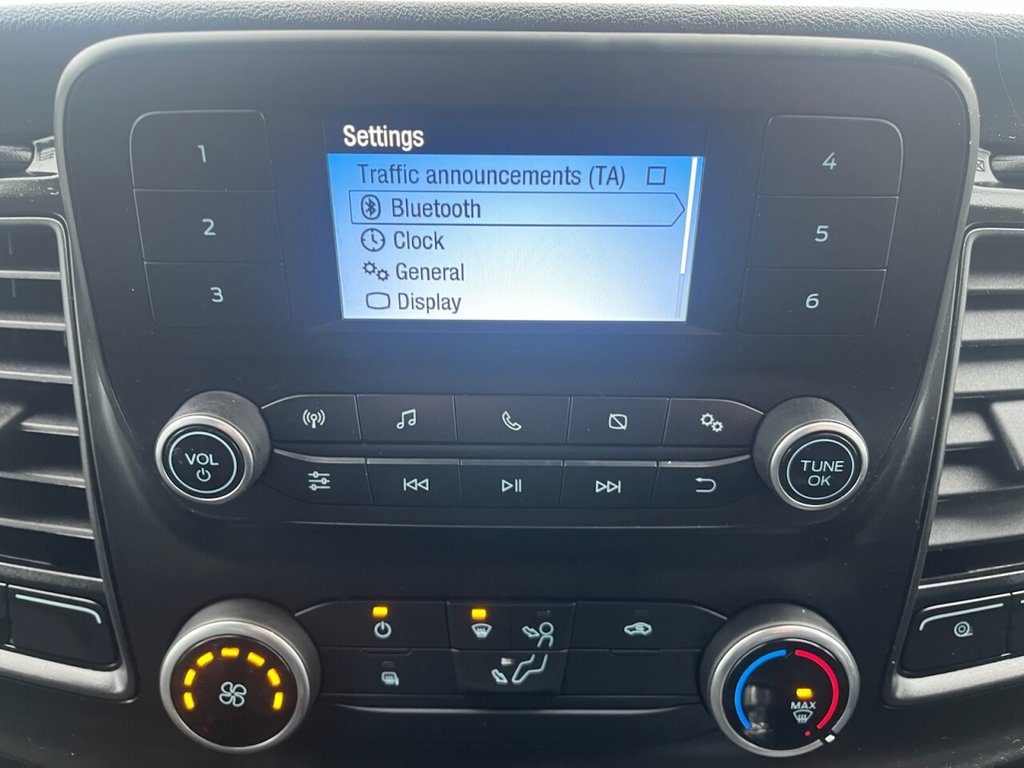 Settings
Traffic announcements (TA)
Bluetooth
Clock
General
Display
1
2
3
4
5
6
VOL
TUNE
OK
MAX